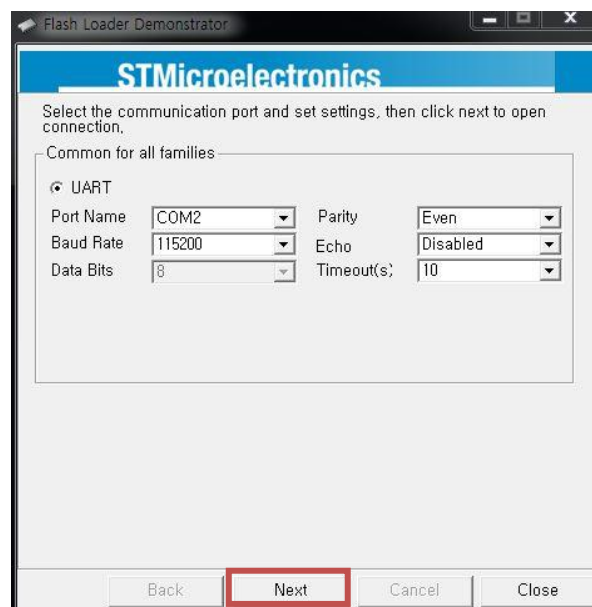 Flash Loader Demonstrator
STMicroelectronics
Select the communication port and set settings, then click next to open
connection,
Common for all families
UART
Port Name COM2 Parity Even
Baud Rate 115200 Echo Disabled
Data Bits 8 Timeout(s) 10
Back Next Cancel Close